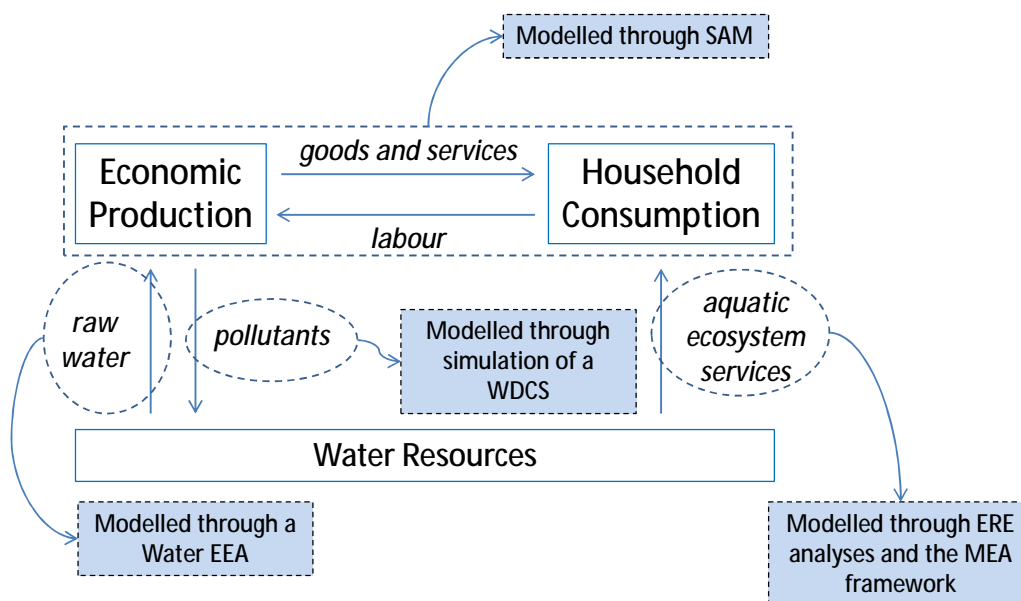 Modelled through SAM
Economic
Production
goods and services
labour
Household
Consumption
raw
water
pollutants
Modelled through
simulation of a
WDCS
aquatic
ecosystem
services
Water Resources
Modelled through a
Water EEA
Modelled through ERE
analyses and the MEA
framework